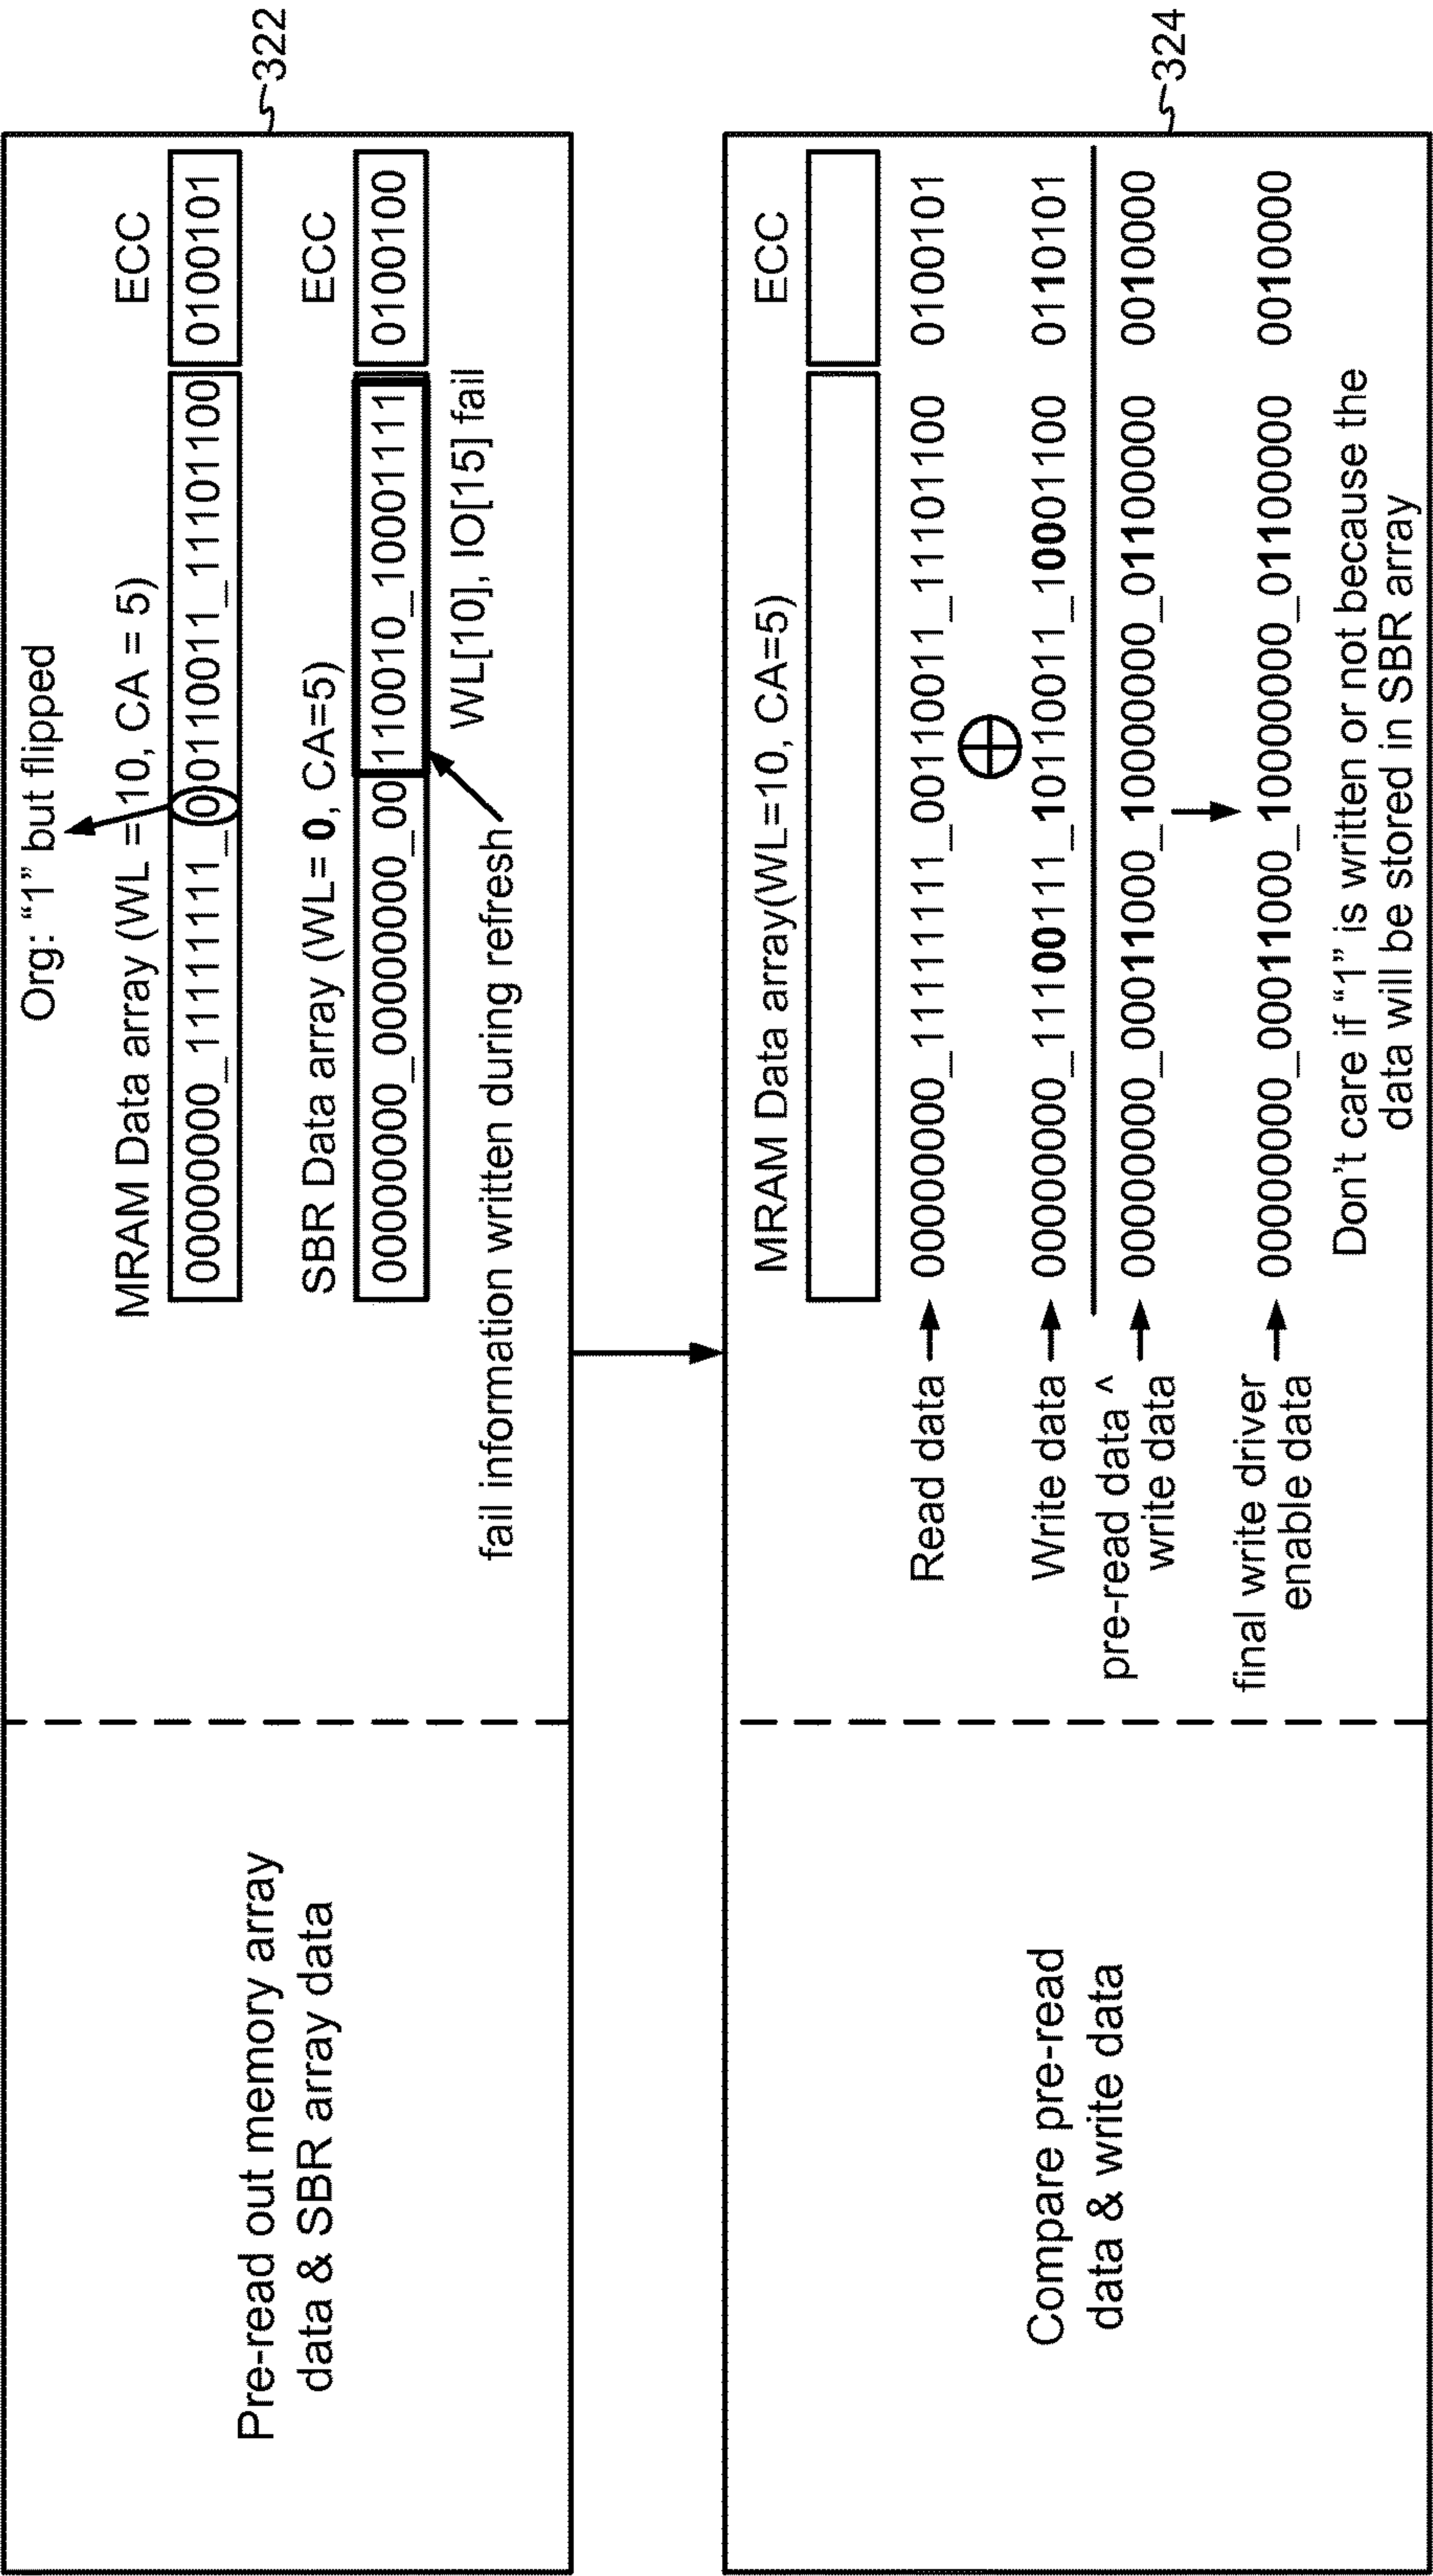 Pre-read out memory array
data & SBR array data
Org: “1” but flipped
MRAM Data array (WL =10, CA = 5)
ECC
00000000_11111111_00110011_11101100
0100101
SBR Data array (WL= 0, CA=5)
ECC
00000000_00000000_00110010_10001111
0100100
WL[10], IO[15] fail
fail information written during refresh
322
Compare pre-read
data & write data
MRAM Data array(WL=10, CA=5)
ECC
Read data
00000000_11111111_00110011_11101100
0100101
Write data
00000000_11100111_10110011_10001100
0110101
pre-read data ^
write data
00000000_00011000_10000000_01100000
0010000
final write driver
enable data
00000000_00011000_10000000_01100000
0010000
Don’t care if “1” is written or not because the
data will be stored in SBR array
324